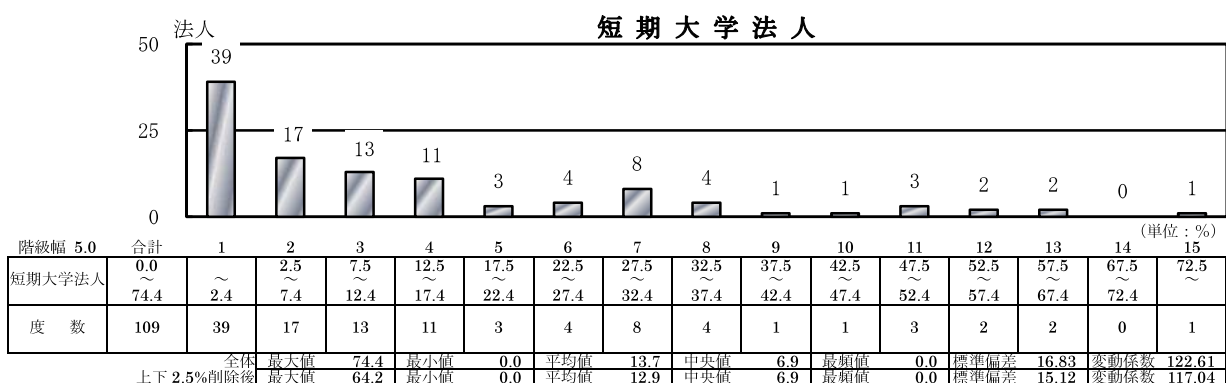 短期大学法人
法人
50
39
25
17
13
11
3
4
8
4
1
1
3
2
2
0
1
0
(単位：%)
階級幅 5.0 合計 1 2 3 4 5 6 7 8 9 10 11 12 13 14 15
0.0 2.5 7.5 12.5 17.5 22.5 27.5 32.5 37.5 42.5 47.5 52.5 57.5 67.5 72.5
短期大学法人 ～ ～ ～ ～ ～ ～ ～ ～ ～ ～ ～ ～ ～ ～ ～ ～
74.4 2.4 7.4 12.4 17.4 22.4 27.4 32.4 37.4 42.4 47.4 52.4 57.4 67.4 72.4
度数 109 39 17 13 11 3 4 8 4 1 1 3 2 2 0 1
全体 最大値 74.4 最小値 0.0 平均値 13.7 中央値 6.9 最頻値 0.0 標準偏差 16.83 変動係数 122.61
上下2.5%削除後 最大値 64.2 最小値 0.0 平均値 12.9 中央値 6.9 最頻値 0.0 標準偏差 15.12 変動係数 117.04